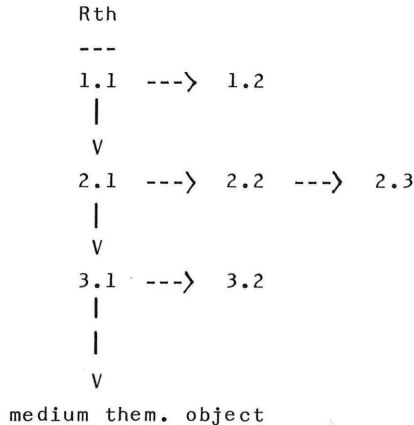 Rth
---
1.1 ---> 1.2
|
V
2.1 ---> 2.2 ---> 2.3
|
V
3.1 ---> 3.2
|
|
V
medium them. object